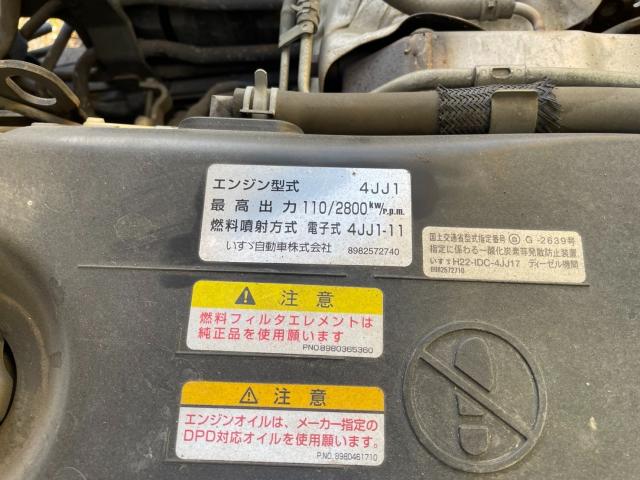 エンジン型式 4JJ1
最高出力 110/2800kW/r.p.m.
燃料噴射方式 電子式 4JJ1-11
いすゞ自動車株式会社 8982572740
国土交通省型式指定番号 G -2639号
指定に係わる一酸化炭素等発散防止装置
いすゞH22-IDC-4JJ17 ディーゼル機関
8982572710
注意
燃料フィルタエレメントは
純正品を使用願います
PNO.8980365360
注意
エンジンオイルは、メーカー指定の
DPD対応オイルを使用願います。
P.NO. 8980461710